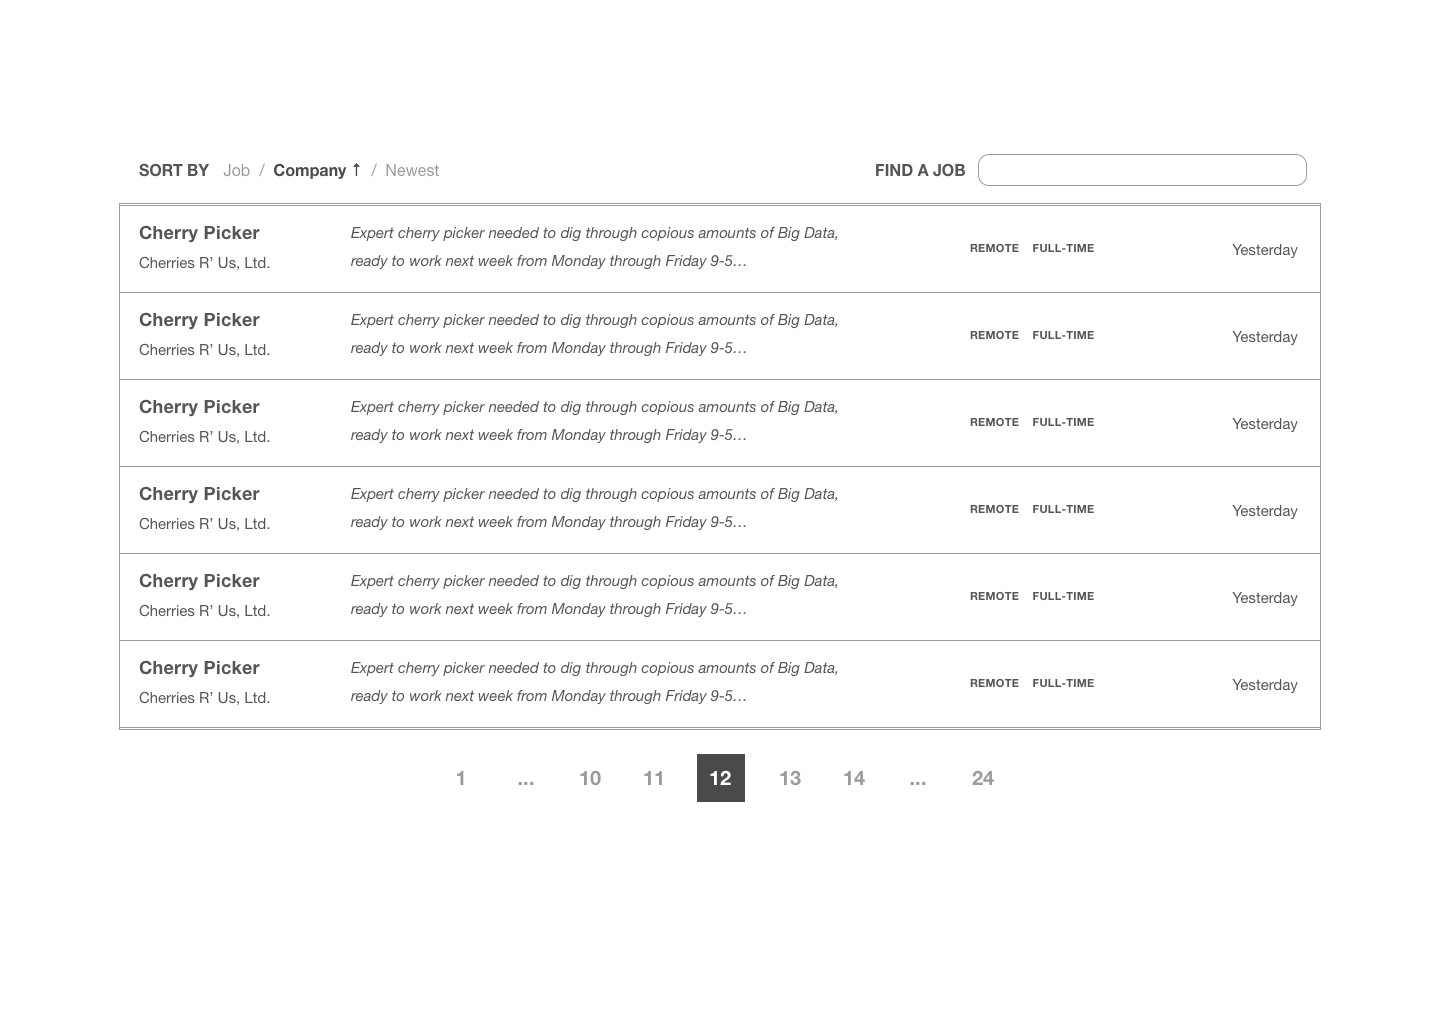 SORT BY Job / Company ↑ / Newest FIND A JOB
Cherry Picker
Cherries R’ Us, Ltd.
Expert cherry picker needed to dig through copious amounts of Big Data,
ready to work next week from Monday through Friday 9-5…
REMOTE FULL-TIME
Yesterday
Cherry Picker
Cherries R’ Us, Ltd.
Expert cherry picker needed to dig through copious amounts of Big Data,
ready to work next week from Monday through Friday 9-5…
REMOTE FULL-TIME
Yesterday
Cherry Picker
Cherries R’ Us, Ltd.
Expert cherry picker needed to dig through copious amounts of Big Data,
ready to work next week from Monday through Friday 9-5…
REMOTE FULL-TIME
Yesterday
Cherry Picker
Cherries R’ Us, Ltd.
Expert cherry picker needed to dig through copious amounts of Big Data,
ready to work next week from Monday through Friday 9-5…
REMOTE FULL-TIME
Yesterday
Cherry Picker
Cherries R’ Us, Ltd.
Expert cherry picker needed to dig through copious amounts of Big Data,
ready to work next week from Monday through Friday 9-5…
REMOTE FULL-TIME
Yesterday
Cherry Picker
Cherries R’ Us, Ltd.
Expert cherry picker needed to dig through copious amounts of Big Data,
ready to work next week from Monday through Friday 9-5…
REMOTE FULL-TIME
Yesterday
1 ... 10 11 12 13 14 ... 24